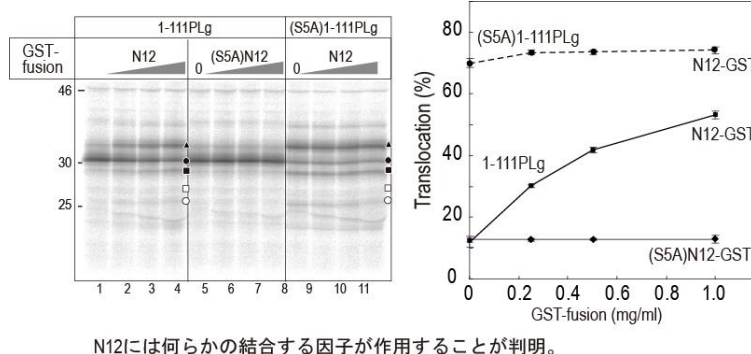 1-111PLg
(S5A)1-111PLg
GST-
fusion
N12
0
(S5A)N12
0
N12
46
30
25
1 2 3 4 5 6 7 8 9 10 11
Translocation (%)
80
60
40
20
0
(S5A)1-111PLg
N12-GST
N12-GST
1-111PLg
(S5A)N12-GST
0 0.2 0.4 0.6 0.8 1.0
GST-fusion (mg/ml)
N12には何らかの結合する因子が作用することが判明。